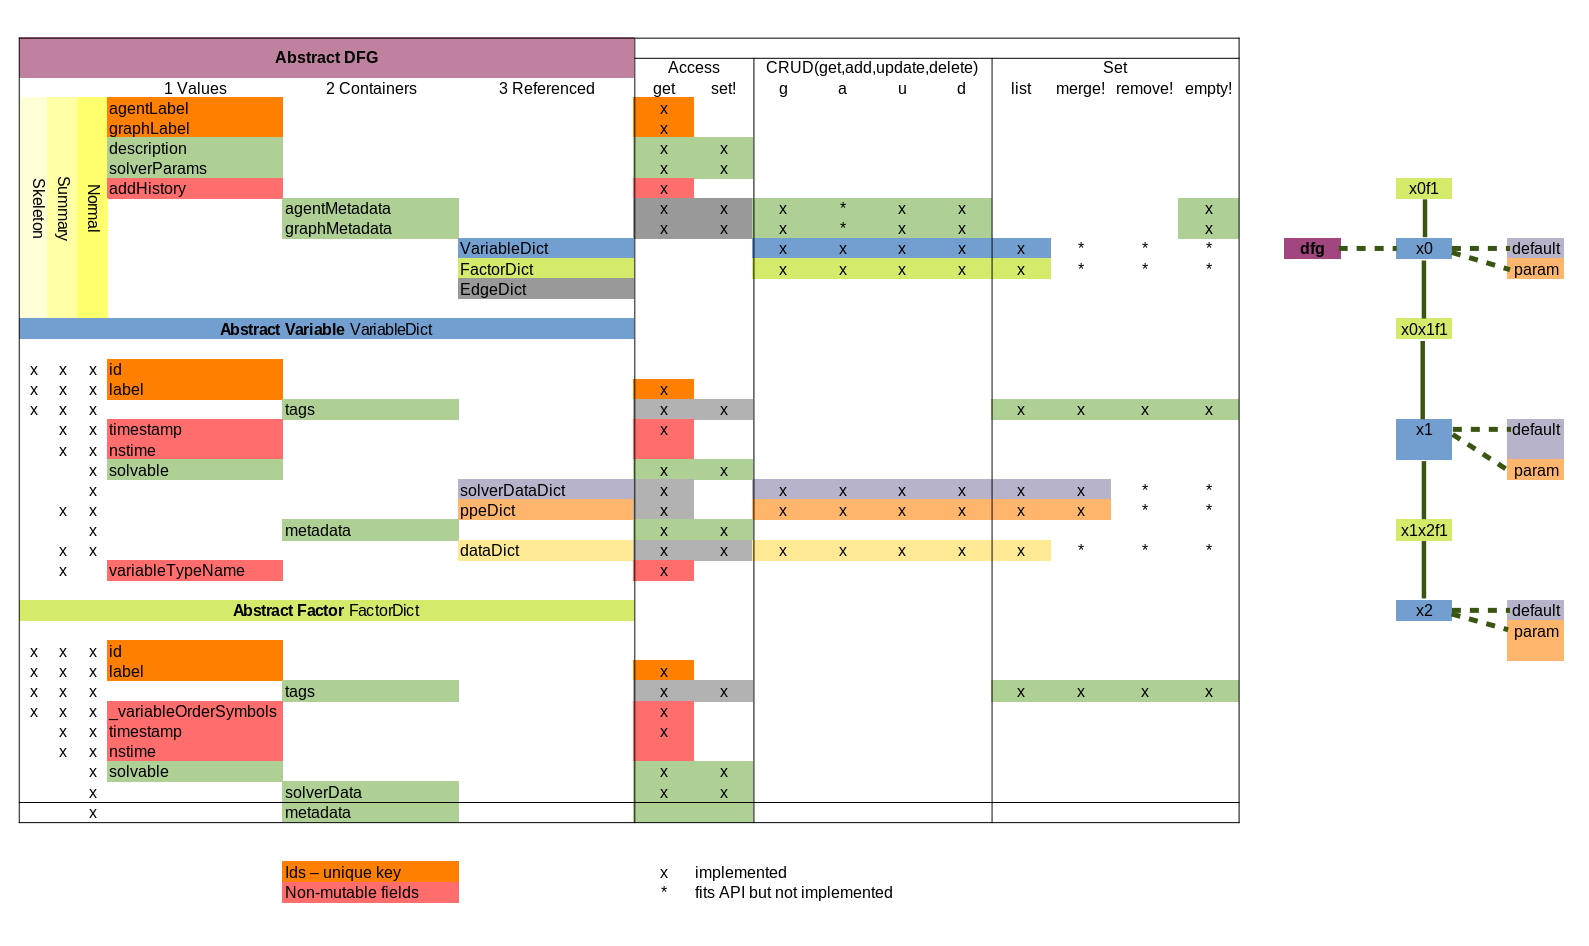 Abstract DFG
Access CRUD(get,add,update,delete) Set
1 Values 2 Containers 3 Referenced get set! g a u d list merge! remove! empty!
Skeleton
Summary
Normal
agentLabel x
graphLabel x
description x x
solverParams x x
addHistory x
agentMetadata x x x * x x x
graphMetadata x x x * x x x
VariableDict x x x x x * * *
FactorDict x x x x x * * *
EdgeDict
Abstract Variable VariableDict
x x x id
x x x label x
x x x tags x x x x x x
x x timestamp x
x x nstime
x solvable x x
x solverDataDict x x x x x x x * *
x x ppeDict x x x x x x x * *
x metadata x x
x x dataDict x x x x x x x * * *
x variableTypeName x
Abstract Factor FactorDict
x x x id
x x x label x
x x x tags x x x x x x
x x x _variableOrderSymbols x
x x timestamp x
x x nstime
x solvable x x
x solverData x x
x metadata
Ids – unique key x implemented
Non-mutable fields * fits API but not implemented
x0f1
dfg x0 default
param
x0x1f1
x1 default
param
x1x2f1
x2 default
param